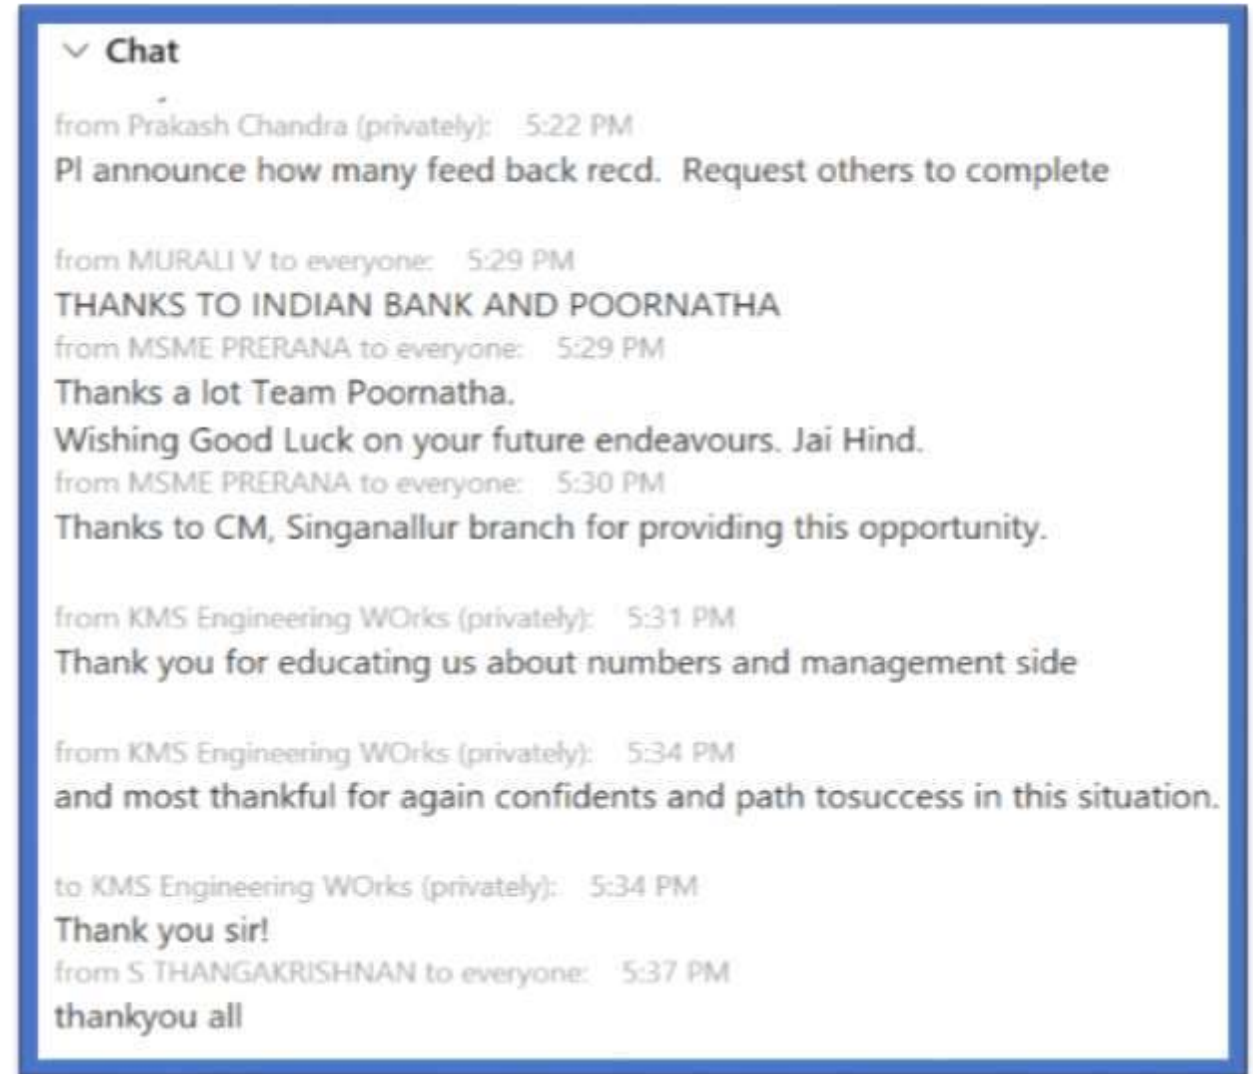 Chat
from Prakash Chandra (privately): 5:22 PM
Pl announce how many feed back recd. Request others to complete
from MURALI V to everyone: 5:29 PM
THANKS TO INDIAN BANK AND POORNATHA
from MSME PRERANA to everyone: 5:29 PM
Thanks a lot Team Poornatha.
Wishing Good Luck on your future endeavours. Jai Hind.
from MSME PRERANA to everyone: 5:30 PM
Thanks to CM, Singanallur branch for providing this opportunity.
from KMS Engineering WOrks (privately): 5:31 PM
Thank you for educating us about numbers and management side
from KMS Engineering WOrks (privately): 5:34 PM
and most thankful for again confidents and path tosuccess in this situation.
to KMS Engineering WOrks (privately): 5:34 PM
Thank you sir!
from S THANGAKRISHNAN to everyone: 5:37 PM
thankyou all